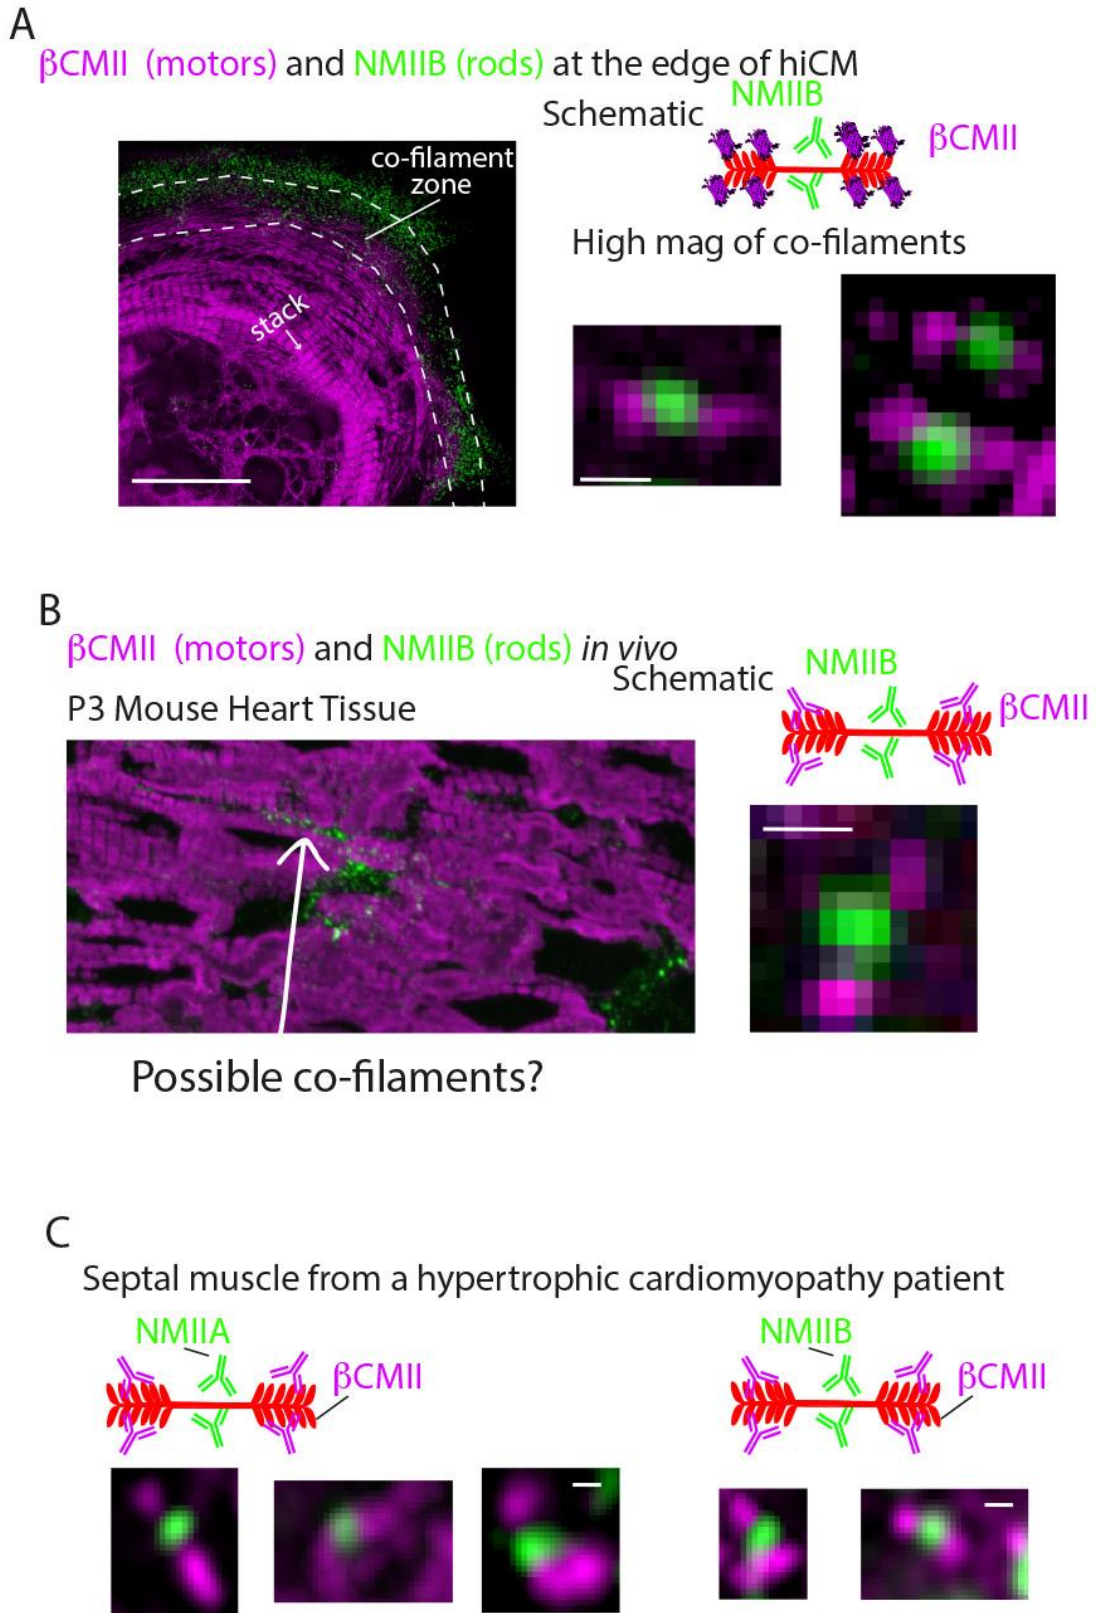 A
βCMII (motors) and NMIIB (rods) at the edge of hiCM
Schematic
NMIIB
βCMII
co-filament
zone
stack
High mag of co-filaments
B
βCMII (motors) and NMIIB (rods) in vivo
Schematic
NMIIB
βCMII
P3 Mouse Heart Tissue
Possible co-filaments?
C
Septal muscle from a hypertrophic cardiomyopathy patient
NMIIA
βCMII
NMIIB
βCMII